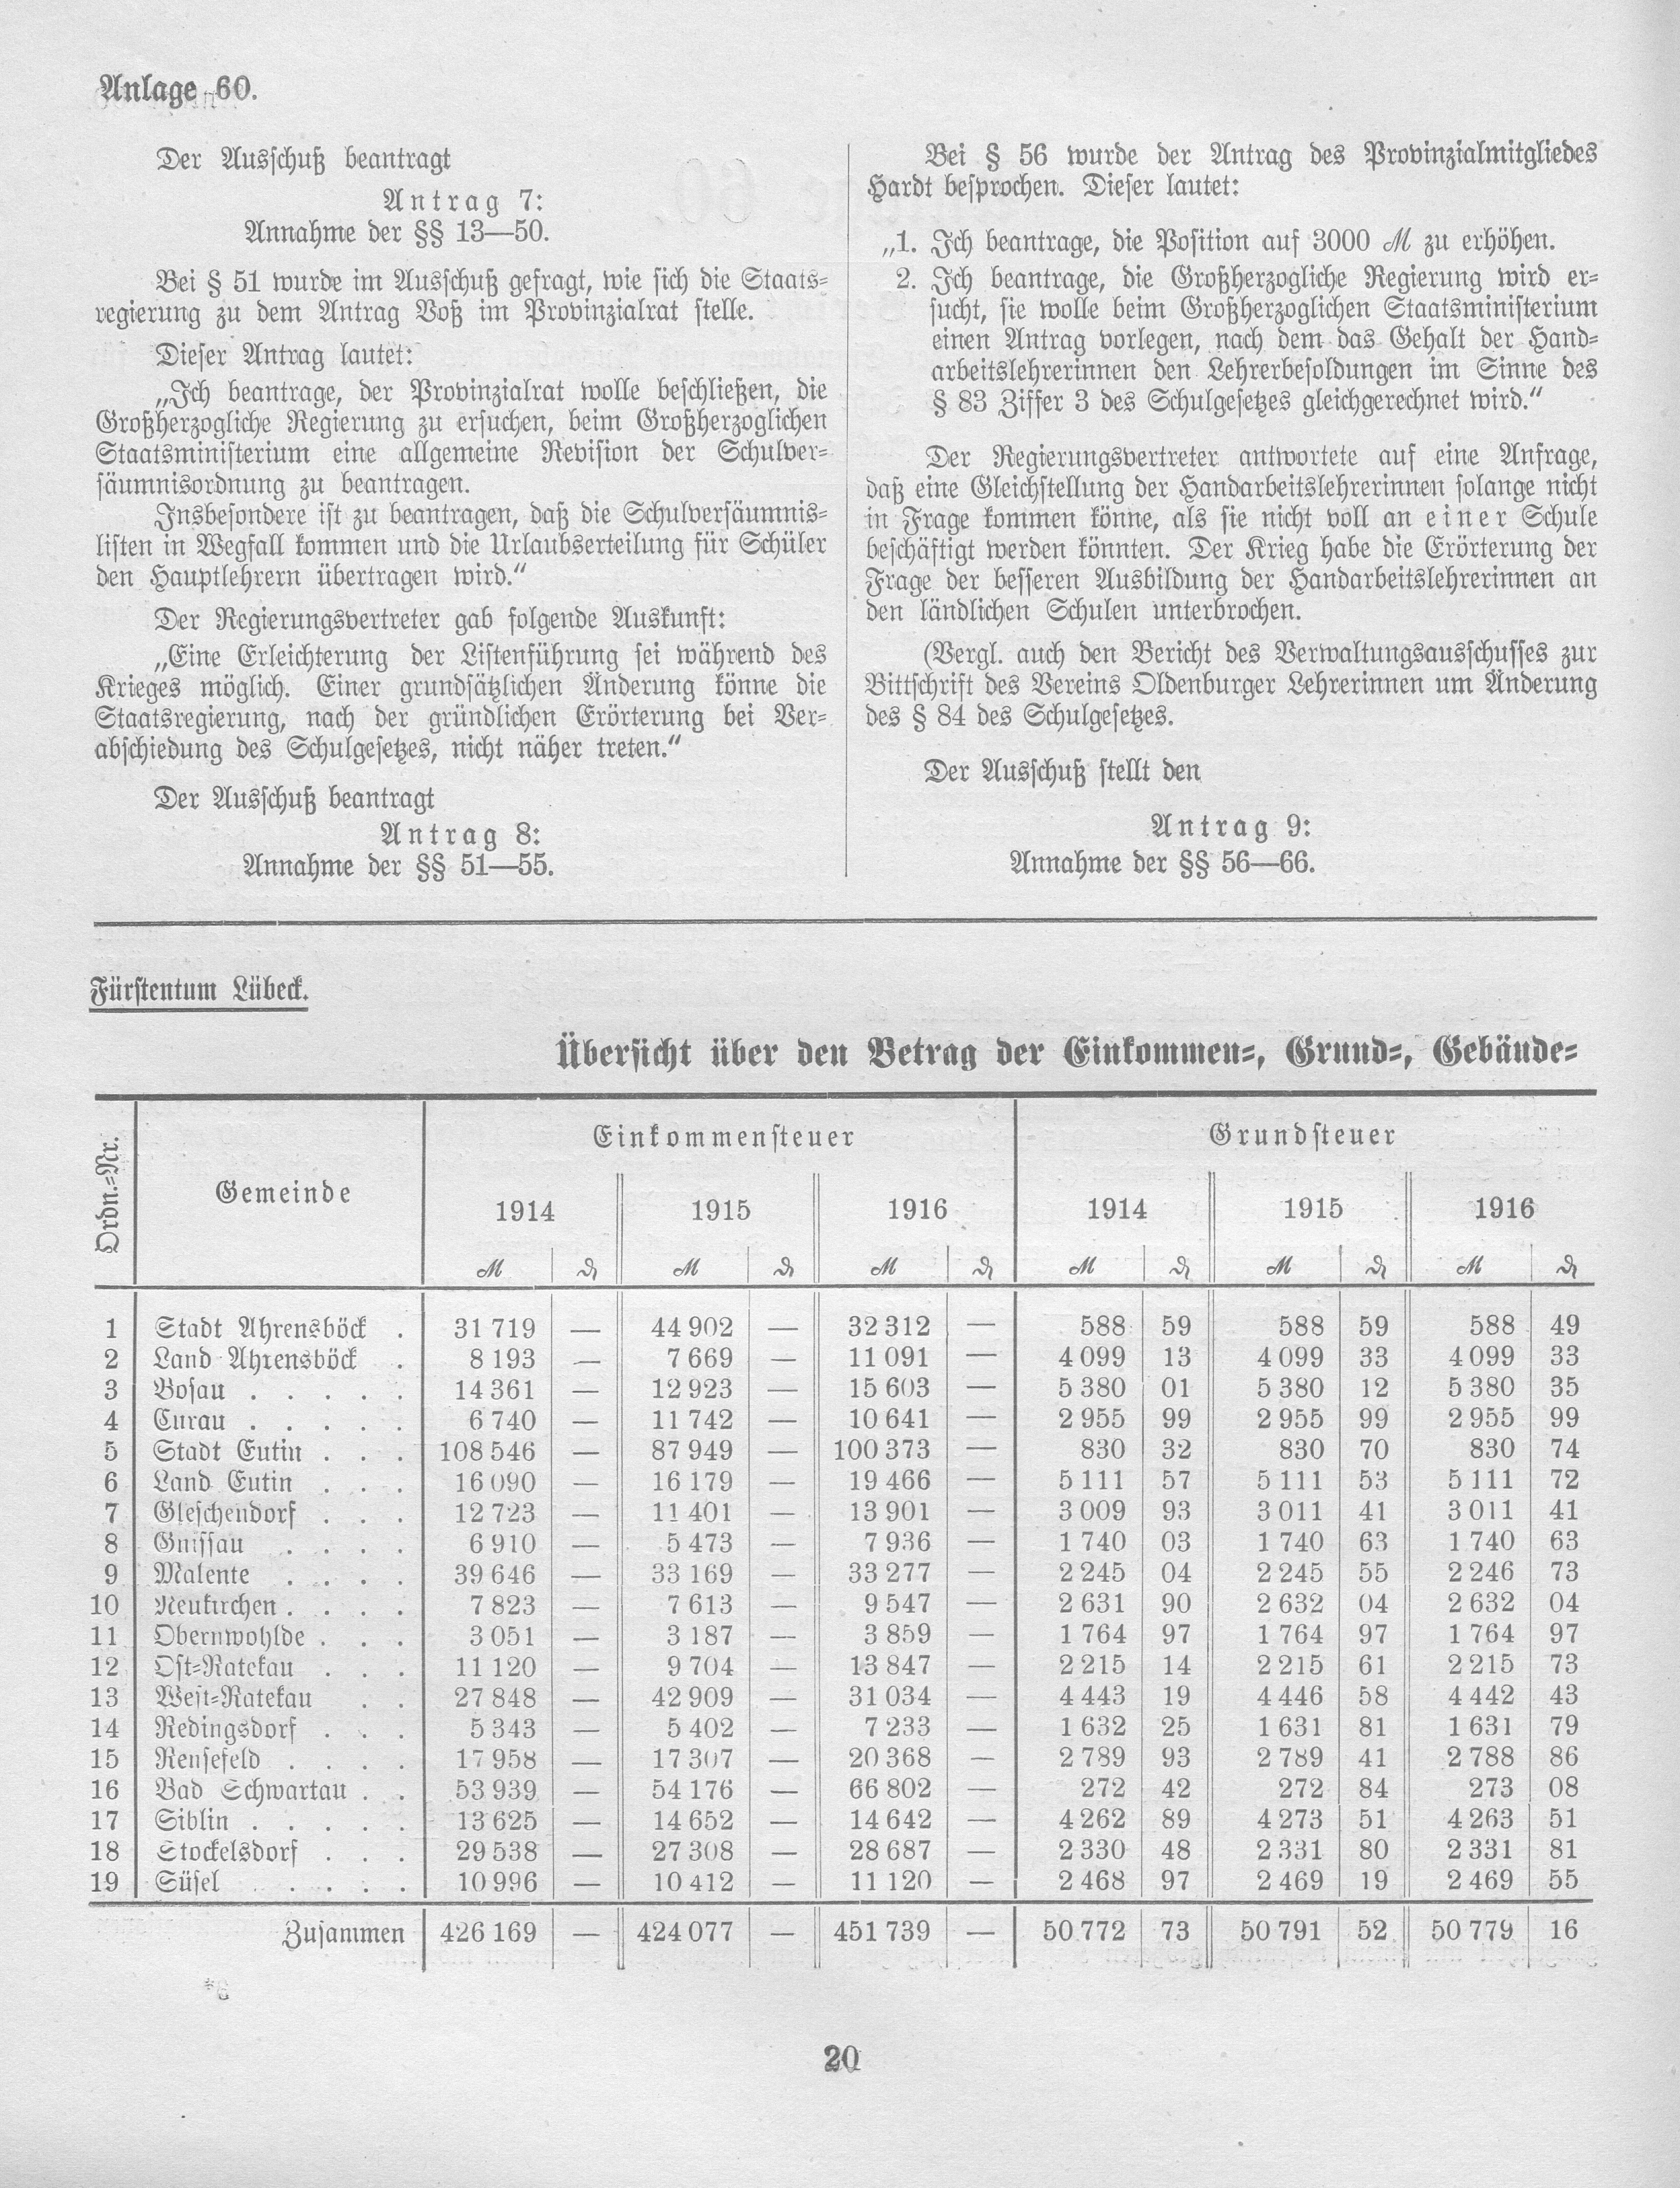 Anlage 60.
Der Ausschuß beantragt
Antrag 7:
Annahme der §§ 13—50.
Bei § 51 wurde im Ausschuß gefragt, wie sich die Staats-
regierung zu dem Antrag Voß im Provinzialrat stelle.
Dieser Antrag lautet:
„Ich beantrage, der Provinzialrat wolle beschließen, die
Großherzogliche Regierung zu ersuchen, beim Großherzoglichen
Staatsministerium eine allgemeine Revision der Schulver-
säumnisordnung zu beantragen.
Insbesondere ist zu beantragen, daß die Schulversäumnis-
listen in Wegfall kommen und die Urlaubserteilung für Schüler
den Hauptlehrern übertragen wird.“
Der Regierungsvertreter gab folgende Auskunft:
„Eine Erleichterung der Listenführung sei während des
Krieges möglich. Einer grundsätzlichen Änderung könne die
Staatsregierung, nach der gründlichen Erörterung bei Ver-
abschiedung des Schulgesetzes, nicht näher treten.“
Der Ausschuß beantragt
Antrag 8:
Annahme der §§ 51—55.
Bei § 56 wurde der Antrag des Provinzialmitgliedes
Hardt besprochen. Dieser lautet:
„1. Ich beantrage, die Position auf 3000 ℳ zu erhöhen.
2. Ich beantrage, die Großherzogliche Regierung wird er-
sucht, sie wolle beim Großherzoglichen Staatsministerium
einen Antrag vorlegen, nach dem das Gehalt der Hand-
arbeitslehrerinnen den Lehrerbesoldungen im Sinne des
§ 83 Ziffer 3 des Schulgesetzes gleichgerechnet wird.“
Der Regierungsvertreter antwortete auf eine Anfrage,
daß eine Gleichstellung der Handarbeitslehrerinnen solange nicht
in Frage kommen könne, als sie nicht voll an einer Schule
beschäftigt werden könnten. Der Krieg habe die Erörterung der
Frage der besseren Ausbildung der Handarbeitslehrerinnen an
den ländlichen Schulen unterbrochen.
(Vergl. auch den Bericht des Verwaltungsausschusses zur
Bittschrift des Vereins Oldenburger Lehrerinnen um Änderung
des § 84 des Schulgesetzes.
Der Ausschuß stellt den
Antrag 9:
Annahme der §§ 56—66.
Fürstentum Lübeck.
Übersicht über den Betrag der Einkommen-, Grund-, Gebäude-
Ordn.-Nr. Gemeinde Einkommensteuer Grundsteuer
1914 1915 1916 1914 1915 1916
ℳ ₰ ℳ ₰ ℳ ₰ ℳ ₰ ℳ ₰ ℳ ₰
1 Stadt Ahrensböck . 31 719 — 44 902 — 32 312 — 588 59 588 59 588 49
2 Land Ahrensböck . 8 193 — 7 669 — 11 091 — 4 099 13 4 099 33 4 099 33
3 Bosau . . . . . 14 361 — 12 923 — 15 603 — 5 380 01 5 380 12 5 380 35
4 Curau . . . . . 6 740 — 11 742 — 10 641 — 2 955 99 2 955 99 2 955 99
5 Stadt Eutin . . . 108 546 — 87 949 — 100 373 — 830 32 830 70 830 74
6 Land Eutin . . . 16 090 — 16 179 — 19 466 — 5 111 57 5 111 53 5 111 72
7 Gleschendorf . . . 12 723 — 11 401 — 13 901 — 3 009 93 3 011 41 3 011 41
8 Gnissau . . . . 6 910 — 5 473 — 7 936 — 1 740 03 1 740 63 1 740 63
9 Malente . . . . 39 646 — 33 169 — 33 277 — 2 245 04 2 245 55 2 246 73
10 Neukirchen . . . . 7 823 — 7 613 — 9 547 — 2 631 90 2 632 04 2 632 04
11 Obernwohlde . . . 3 051 — 3 187 — 3 859 — 1 764 97 1 764 97 1 764 97
12 Ost-Ratekau . . . 11 120 — 9 704 — 13 847 — 2 215 14 2 215 61 2 215 73
13 West-Ratekau . . 27 848 — 42 909 — 31 034 — 4 443 19 4 446 58 4 442 43
14 Redingsdorf . . . 5 343 — 5 402 — 7 233 — 1 632 25 1 631 81 1 631 79
15 Rensefeld . . . . 17 958 — 17 307 — 20 368 — 2 789 93 2 789 41 2 788 86
16 Bad Schwartau . . 53 939 — 54 176 — 66 802 — 272 42 272 84 273 08
17 Siblin . . . . . 13 625 — 14 652 — 14 642 — 4 262 89 4 273 51 4 263 51
18 Stockelsdorf . . . 29 538 — 27 308 — 28 687 — 2 330 48 2 331 80 2 331 81
19 Süsel . . . . 10 996 — 10 412 — 11 120 — 2 468 97 2 469 19 2 469 55
Zusammen 426 169 — 424 077 — 451 739 — 50 772 73 50 791 52 50 779 16
20